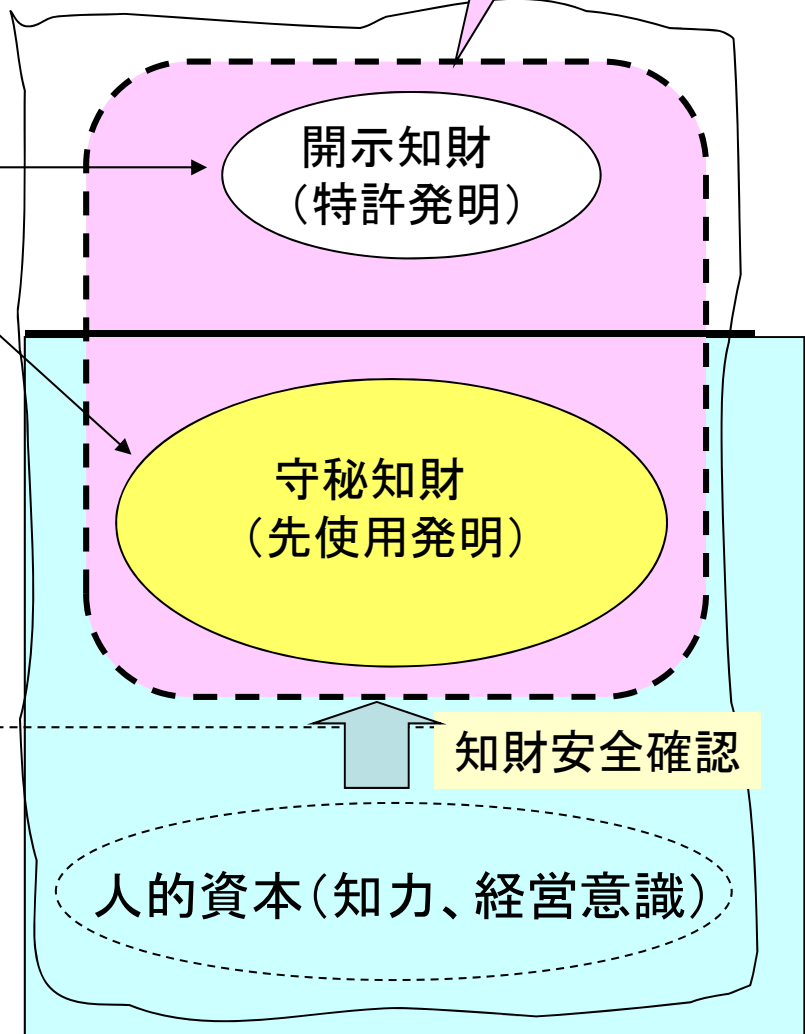 開示知財
（特許発明）
守秘知財
（先使用発明）
知財安全確認
人的資本（知力、経営意識）